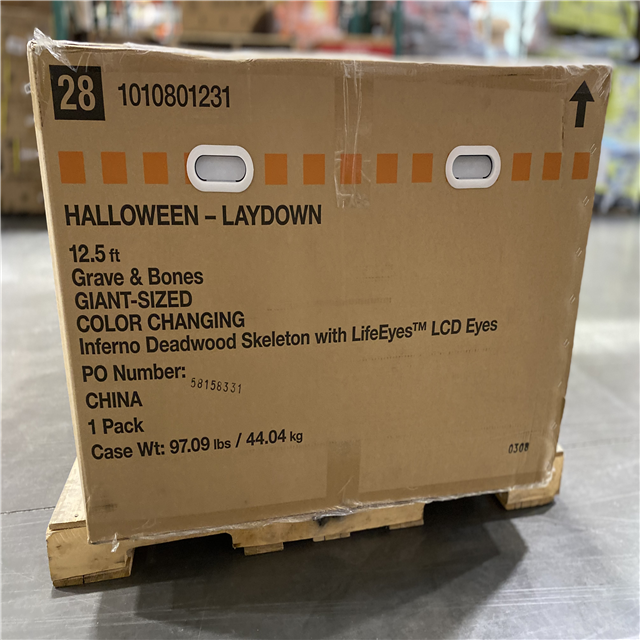 28 1010801231
HALLOWEEN – LAYDOWN
12.5 ft
Grave & Bones
GIANT-SIZED
COLOR CHANGING
Inferno Deadwood Skeleton with LifeEyes™ LCD Eyes
PO Number: 58158331
CHINA
1 Pack
Case Wt: 97.09 lbs / 44.04 kg
0308